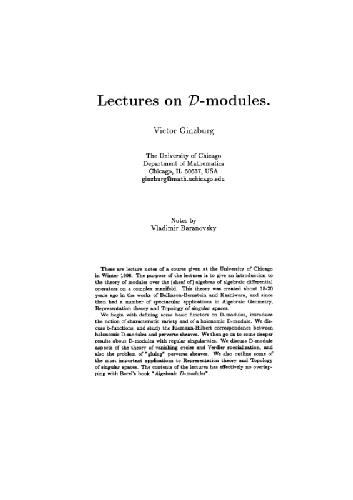 Lectures on D-modules.
Victor Ginzburg
The University of Chicago
Department of Mathematics
Chicago, IL 60637, USA
ginzburg@math.uchicago.edu
Notes by
Vladimir Baranovsky
These are lecture notes of a course given at the University of Chicago
in Winter 1998. The purpose of the lectures is to give an introduction to
the theory of modules over the (sheaf of) algebras of algebraic differential
operators on a complex manifold. This theory was created about 15-20
years ago in the works of Beilinson-Bernstein and Kashiwara, and since
then had a number of spectacular applications in Algebraic Geometry,
Representation theory and Topology of singular spaces.
We begin with defining some basic functors on D-modules, introduce
the notion of characteristic variety and of a holonomic D-module. We dis-
cuss b-functions, and study the Riemann-Hilbert correspondence between
holonomic D-modules and perverse sheaves. We then go on to some deeper
results about D-modules with regular singularities. We discuss D-module
aspects of the theory of vanishing cycles and Verdier specialization, and
also the problem of "gluing" perverse sheaves. We also outline some of
the most important applications to Representation theory and Topology
of singular spaces. The contents of the lectures has effectively no overlap-
ping with Borel's book "Algebraic D-modules".